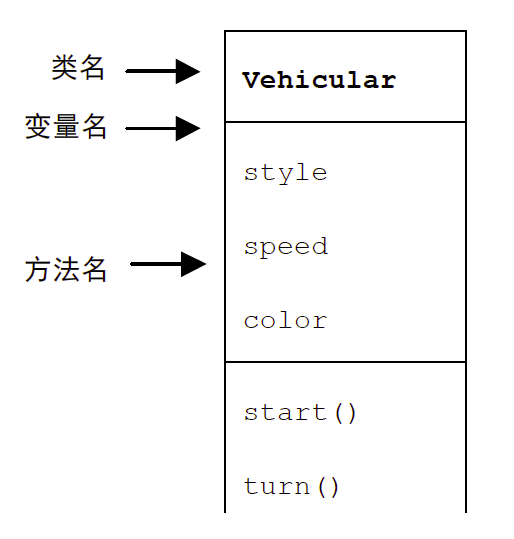 类名
Vehicular
变量名
style
speed
方法名
color
start()
turn()